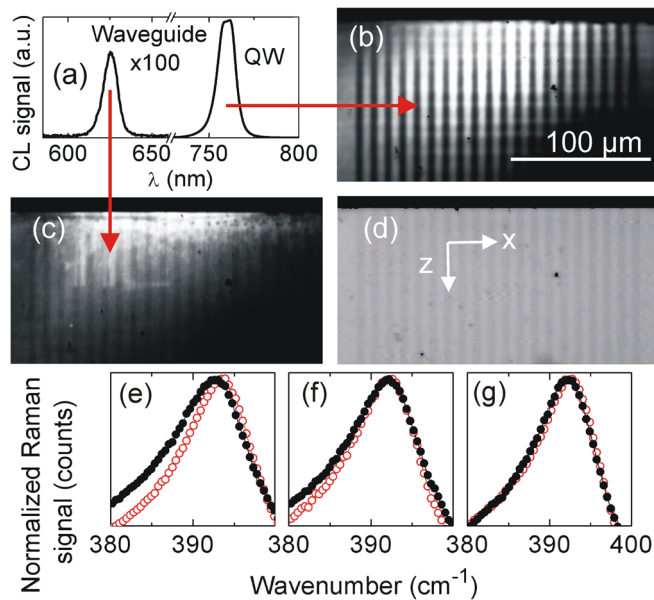 (a)
Waveguide
x100
QW
CL signal (a.u.)
600 650 750 800
λ (nm)
(b)
100 µm
(c)
(d)
x
z
(e)
(f)
(g)
Normalized Raman
signal (counts)
380 390 380 390 380 390 400
Wavenumber (cm⁻¹)